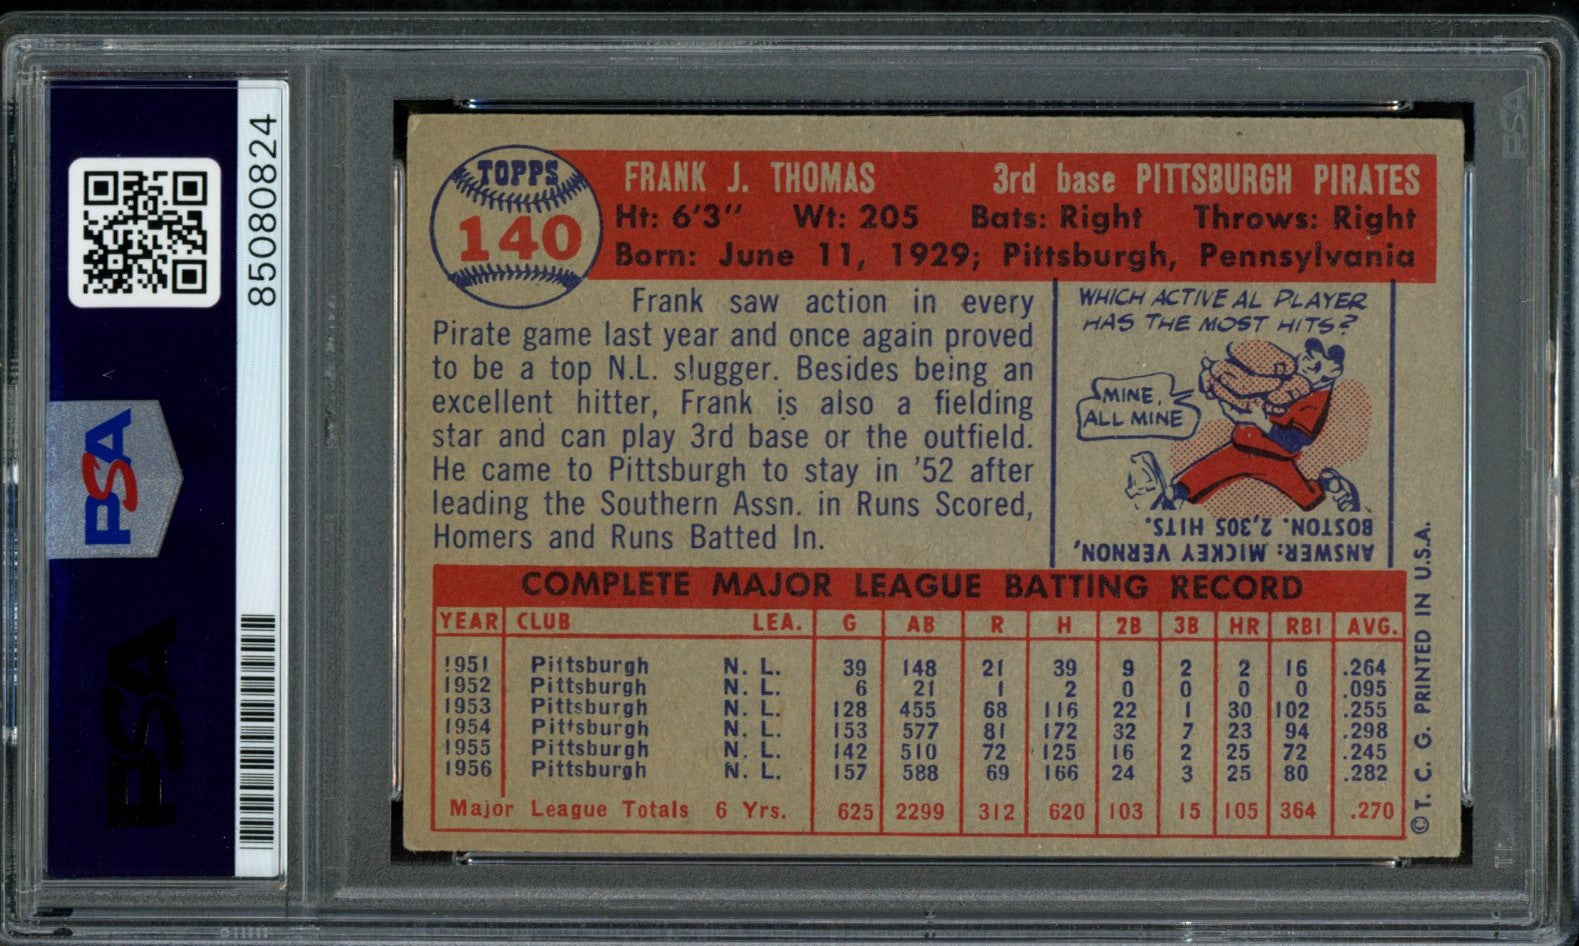 85080824
PSA
PSA
PSA
TOPPS
140
FRANK J. THOMAS 3rd base PITTSBURGH PIRATES
Ht: 6'3" Wt: 205 Bats: Right Throws: Right
Born: June 11, 1929; Pittsburgh, Pennsylvania
Frank saw action in every
Pirate game last year and once again proved
to be a top N.L. slugger. Besides being an
excellent hitter, Frank is also a fielding
star and can play 3rd base or the outfield.
He came to Pittsburgh to stay in '52 after
leading the Southern Assn. in Runs Scored,
Homers and Runs Batted In.
WHICH ACTIVE AL PLAYER
HAS THE MOST HITS?
MINE,
ALL MINE
ANSWER: MICKEY VERNON,
BOSTON. 2,305 HITS.
COMPLETE MAJOR LEAGUE BATTING RECORD
YEAR CLUB LEA. G AB R H 2B 3B HR RBI AVG.
1951 Pittsburgh N. L. 39 148 21 39 9 2 2 16 .264
1952 Pittsburgh N. L. 6 21 1 2 0 0 0 0 .095
1953 Pittsburgh N. L. 128 455 68 116 22 1 30 102 .255
1954 Pittsburgh N. L. 153 577 81 172 32 7 23 94 .298
1955 Pittsburgh N. L. 142 510 72 125 16 2 25 72 .245
1956 Pittsburgh N. L. 157 588 69 166 24 3 25 80 .282
Major League Totals 6 Yrs. 625 2299 312 620 103 15 105 364 .270
© T. C. G. PRINTED IN U.S.A.